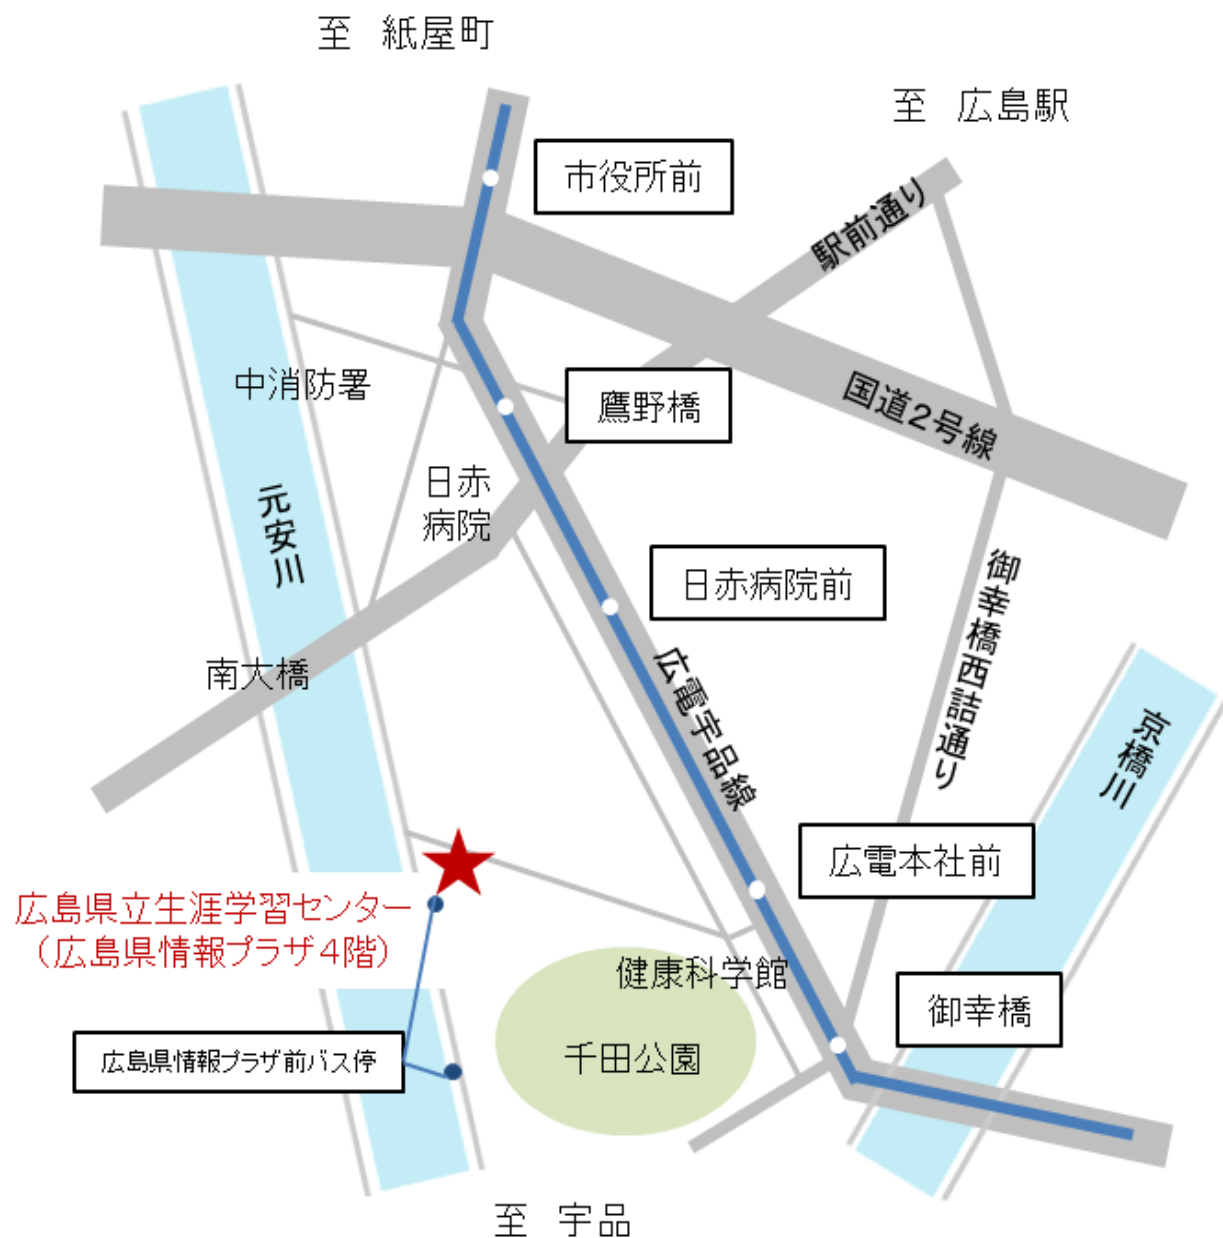 至　紙屋町
至　広島駅
市役所前
駅前通り
中消防署
鷹野橋
国道2号線
日赤
病院
元安川
日赤病院前
御幸橋西詰通り
南大橋
広電宇品線
京橋川
広電本社前
広島県立生涯学習センター
（広島県情報プラザ4階）
健康科学館
御幸橋
広島県情報プラザ前バス停
千田公園
至　宇品